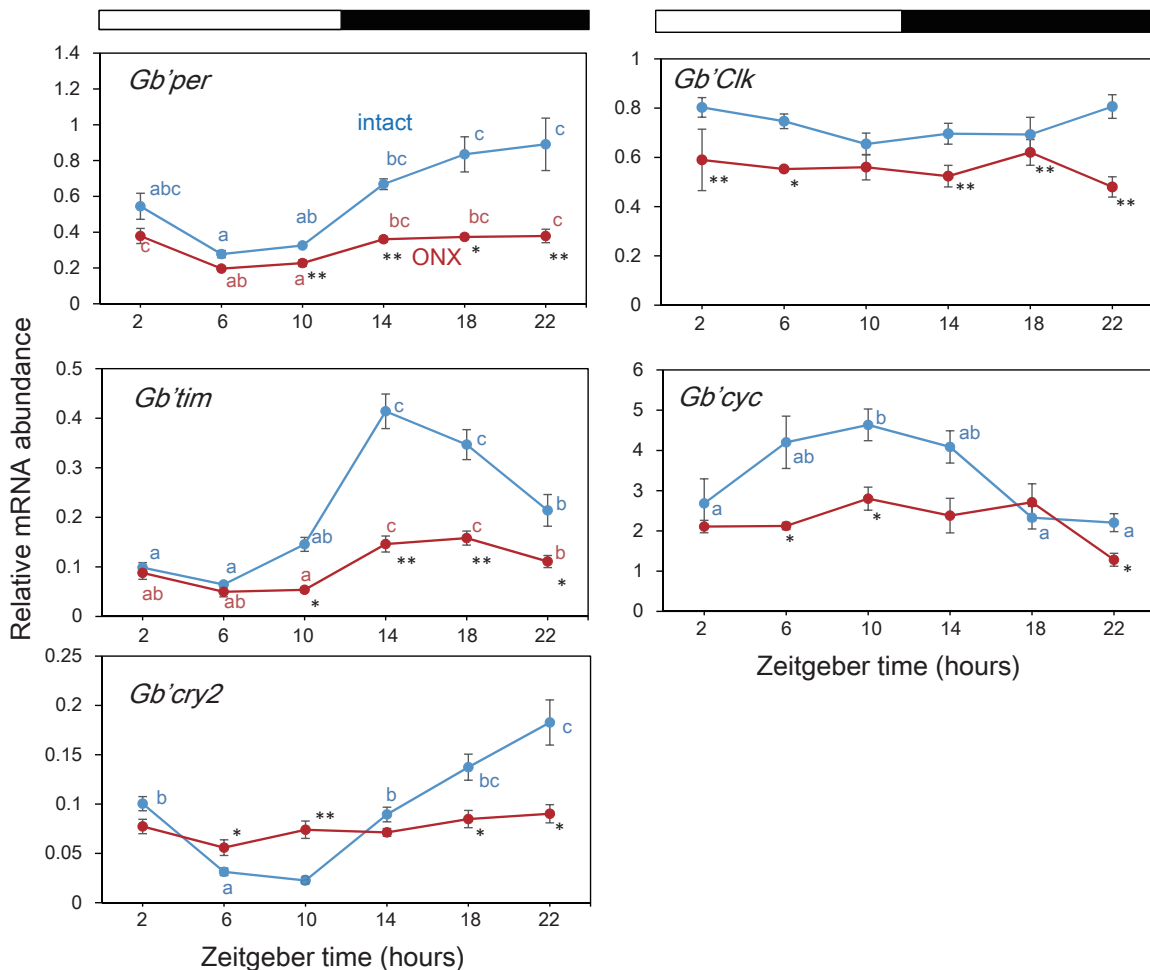 Relative mRNA abundance
Gb'per
1.4
1.2
1
0.8
0.6
0.4
0.2
0
intact
abc
a
ab
bc
c
c
c
ab
a
**
bc
**
bc
*
ONX
c
**
2 6 10 14 18 22
Gb'Clk
1
0.8
0.6
0.4
0.2
0
**
*
**
**
**
2 6 10 14 18 22
Gb'tim
0.5
0.4
0.3
0.2
0.1
0
a
a
ab
c
c
b
ab
ab
a
*
c
**
c
**
b
*
2 6 10 14 18 22
Gb'cyc
6
5
4
3
2
1
0
a
ab
b
ab
a
a
*
*
*
2 6 10 14 18 22
Zeitgeber time (hours)
Gb'cry2
0.25
0.2
0.15
0.1
0.05
0
b
a
b
bc
c
*
**
*
*
2 6 10 14 18 22
Zeitgeber time (hours)